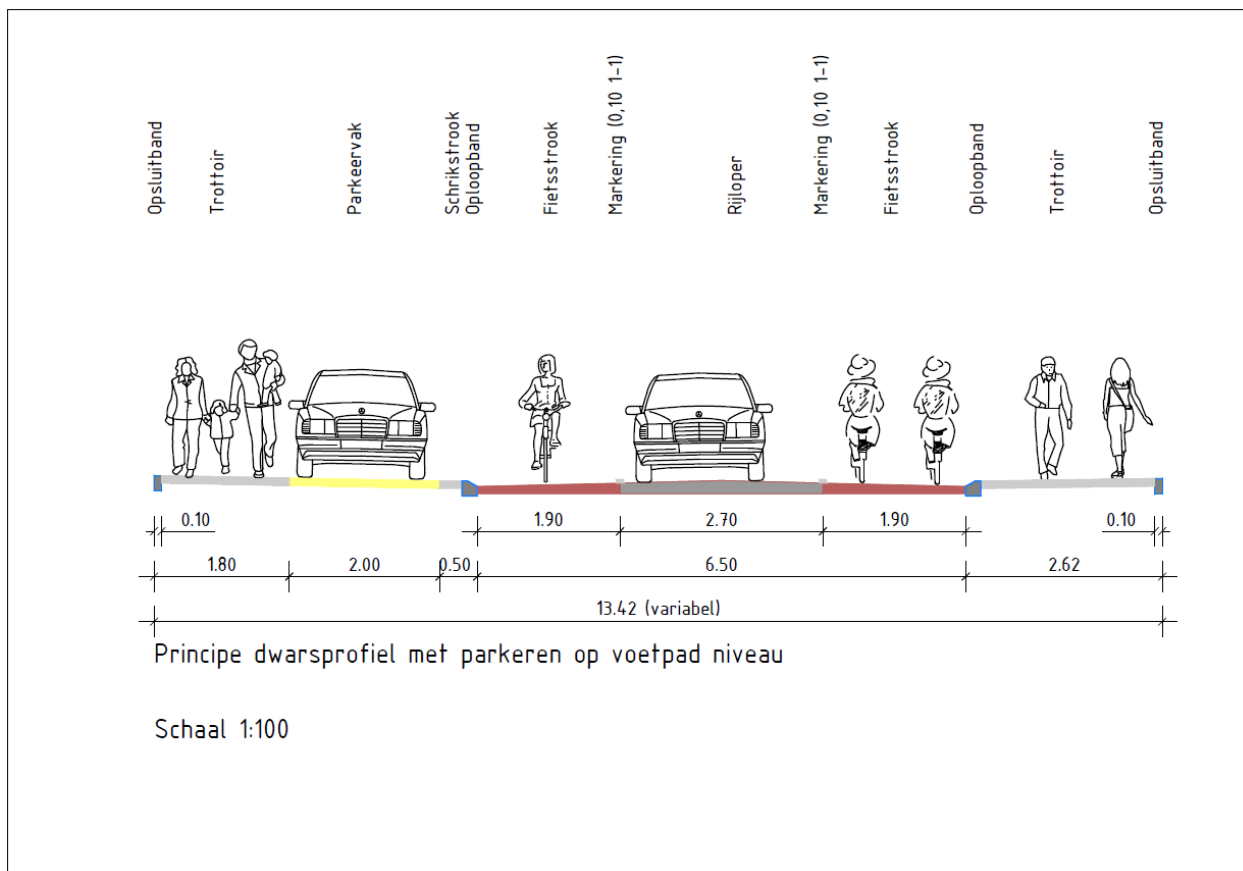 Opsluitband
Trottoir
Parkeervak
Schrikstrook
Oploopband
Fietsstrook
Markering (0,10 1-1)
Rijloper
Markering (0,10 1-1)
Fietsstrook
Oploopband
Trottoir
Opsluitband
0.10 1.90 2.70 1.90 0.10
1.80 2.00 0.50 6.50 2.62
13.42 (variabel)
Principe dwarsprofiel met parkeren op voetpad niveau
Schaal 1:100